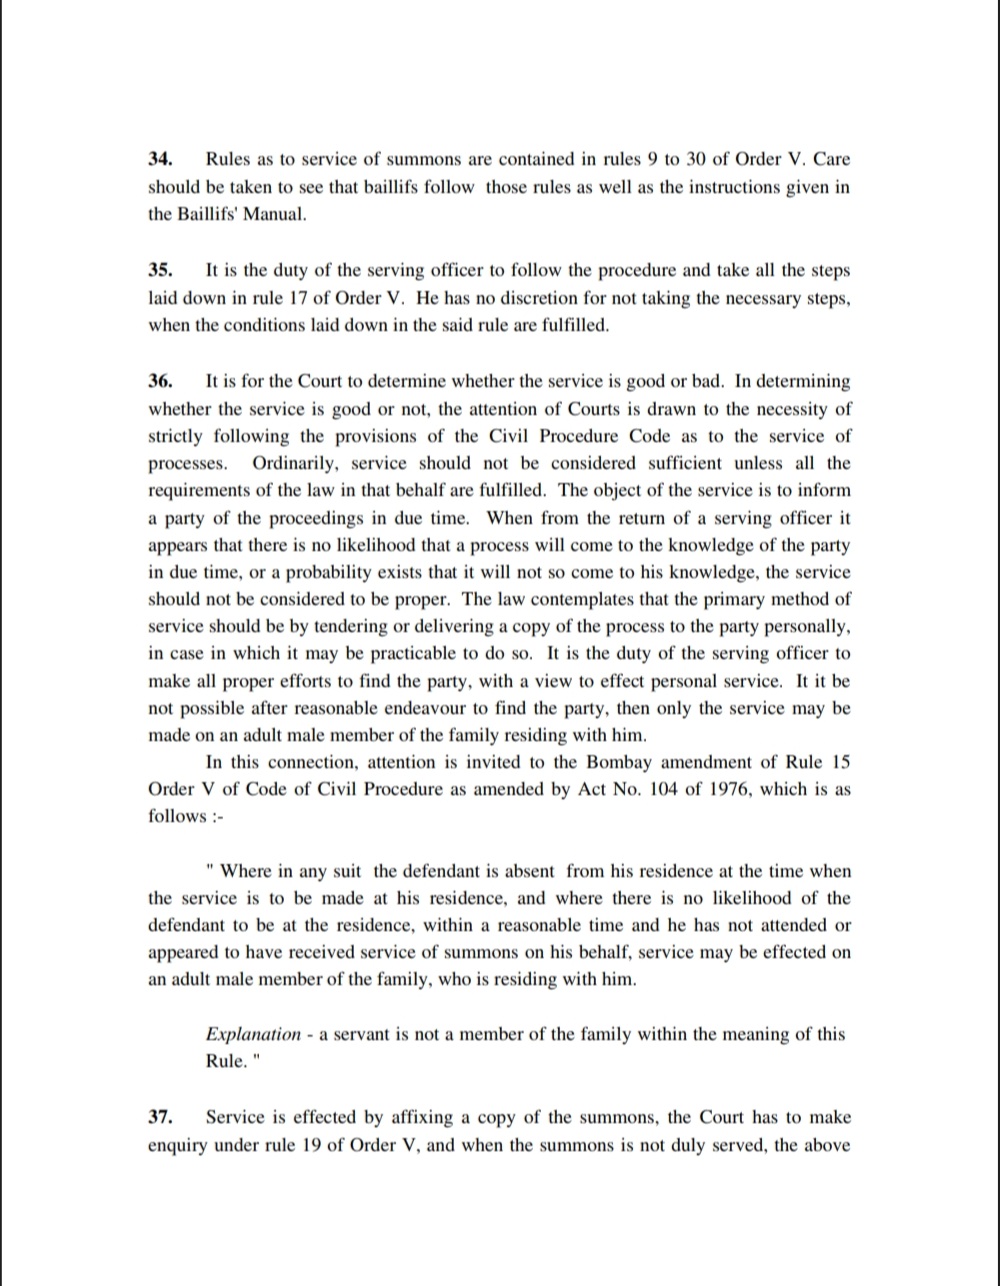 34. Rules as to service of summons are contained in rules 9 to 30 of Order V. Care
should be taken to see that baillifs follow those rules as well as the instructions given in
the Baillifs' Manual.
35. It is the duty of the serving officer to follow the procedure and take all the steps
laid down in rule 17 of Order V. He has no discretion for not taking the necessary steps,
when the conditions laid down in the said rule are fulfilled.
36. It is for the Court to determine whether the service is good or bad. In determining
whether the service is good or not, the attention of Courts is drawn to the necessity of
strictly following the provisions of the Civil Procedure Code as to the service of
processes. Ordinarily, service should not be considered sufficient unless all the
requirements of the law in that behalf are fulfilled. The object of the service is to inform
a party of the proceedings in due time. When from the return of a serving officer it
appears that there is no likelihood that a process will come to the knowledge of the party
in due time, or a probability exists that it will not so come to his knowledge, the service
should not be considered to be proper. The law contemplates that the primary method of
service should be by tendering or delivering a copy of the process to the party personally,
in case in which it may be practicable to do so. It is the duty of the serving officer to
make all proper efforts to find the party, with a view to effect personal service. It it be
not possible after reasonable endeavour to find the party, then only the service may be
made on an adult male member of the family residing with him.
In this connection, attention is invited to the Bombay amendment of Rule 15
Order V of Code of Civil Procedure as amended by Act No. 104 of 1976, which is as
follows :-
" Where in any suit the defendant is absent from his residence at the time when
the service is to be made at his residence, and where there is no likelihood of the
defendant to be at the residence, within a reasonable time and he has not attended or
appeared to have received service of summons on his behalf, service may be effected on
an adult male member of the family, who is residing with him.
Explanation - a servant is not a member of the family within the meaning of this
Rule. "
37. Service is effected by affixing a copy of the summons, the Court has to make
enquiry under rule 19 of Order V, and when the summons is not duly served, the above